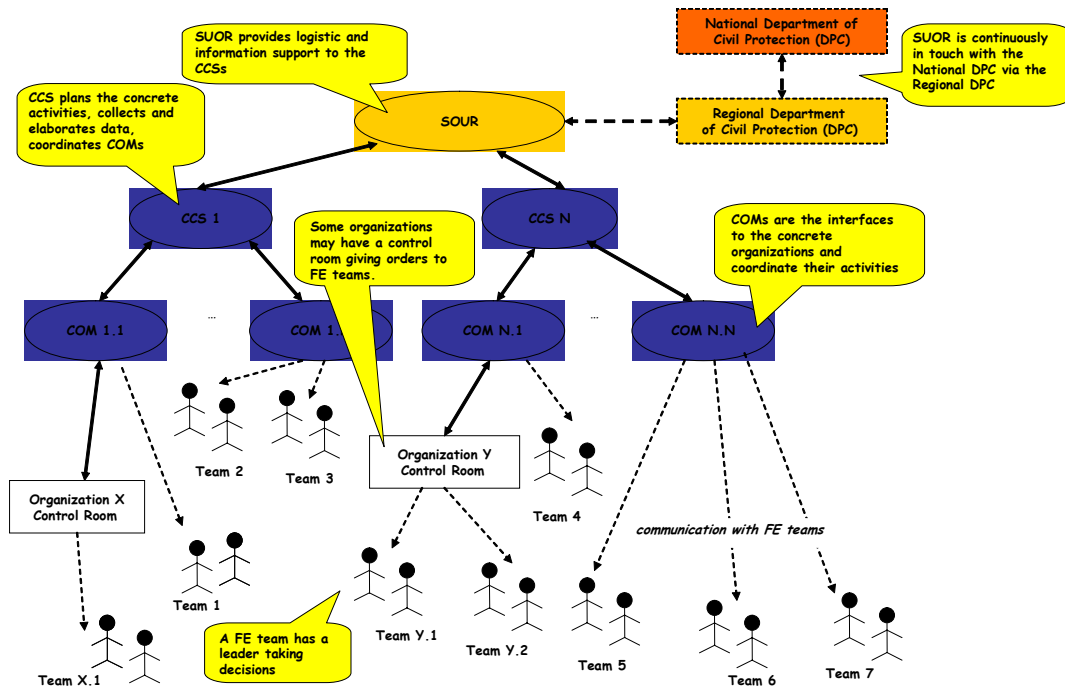 SUOR provides logistic and
information support to the
CCSs
National Department of
Civil Protection (DPC)
SUOR is continuously
in touch with the
National DPC via the
Regional DPC
CCS plans the concrete
activities, collects and
elaborates data,
coordinates COMs
SOUR
Regional Department
of Civil Protection (DPC)
CCS 1
CCS N
Some organizations
may have a control
room giving orders to
FE teams.
COMs are the interfaces
to the concrete
organizations and
coordinate their activities
COM 1.1
...
COM 1.
COM N.1
...
COM N.N
Team 2
Team 3
Organization Y
Control Room
Organization X
Control Room
Team 4
communication with FE teams
Team 1
A FE team has a
leader taking
decisions
Team Y.1
Team Y.2
Team 5
Team 6
Team 7
Team X.1